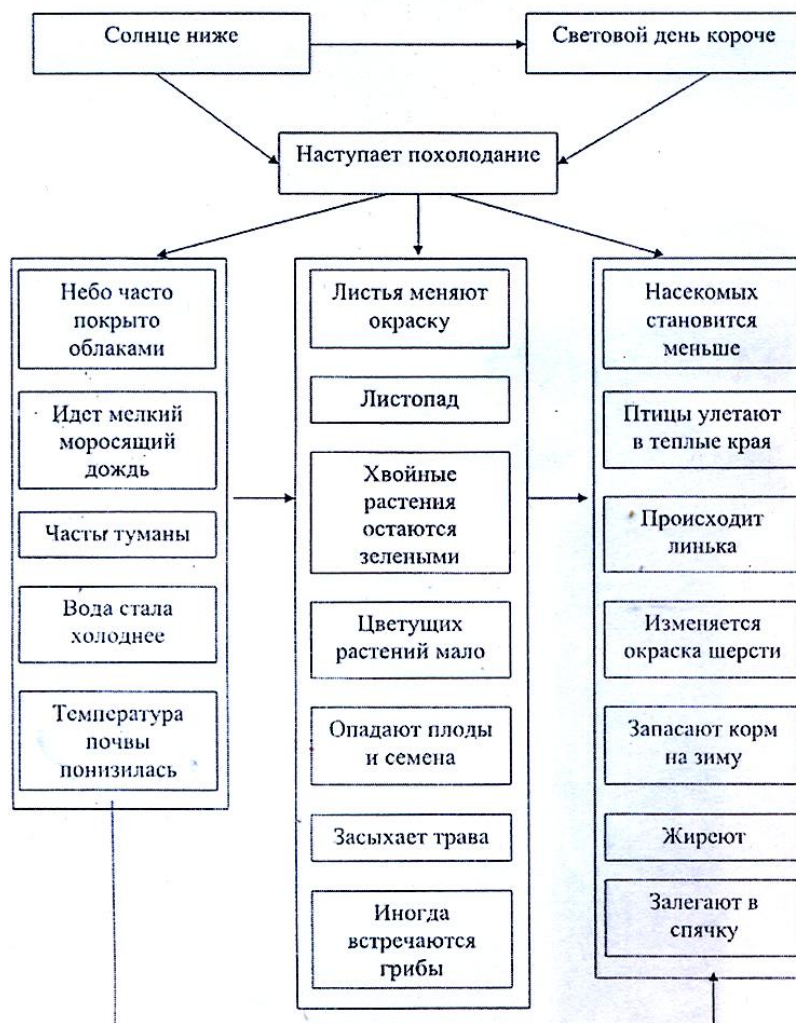 Солнце ниже
Световой день короче
Наступает похолодание
Небо часто
покрыто
облаками
Идет мелкий
моросящий
дождь
Часты туманы
Вода стала
холоднее
Температура
почвы
понизилась
Листья меняют
окраску
Листопад
Хвойные
растения
остаются
зелеными
Цветущих
растений мало
Опадают плоды
и семена
Засыхает трава
Иногда
встречаются
грибы
Насекомых
становится
меньше
Птицы улетают
в теплые края
Происходит
линька
Изменяется
окраска шерсти
Запасают корм
на зиму
Жиреют
Залегают в
спячку